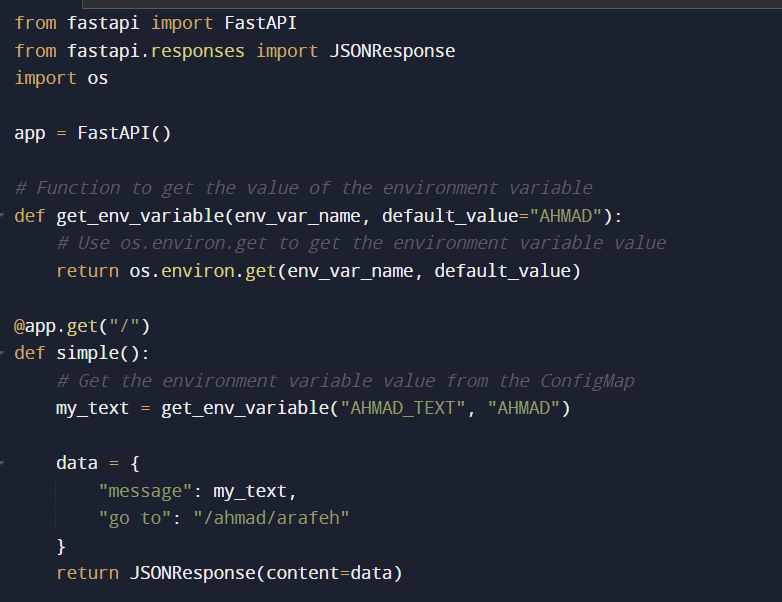 from fastapi import FastAPI
from fastapi.responses import JSONResponse
import os
app = FastAPI()
# Function to get the value of the environment variable
def get_env_variable(env_var_name, default_value="AHMAD"):
    # Use os.environ.get to get the environment variable value
    return os.environ.get(env_var_name, default_value)
@app.get("/")
def simple():
    # Get the environment variable value from the ConfigMap
    my_text = get_env_variable("AHMAD_TEXT", "AHMAD")
    data = {
        "message": my_text,
        "go to": "/ahmad/arafeh"
    }
    return JSONResponse(content=data)